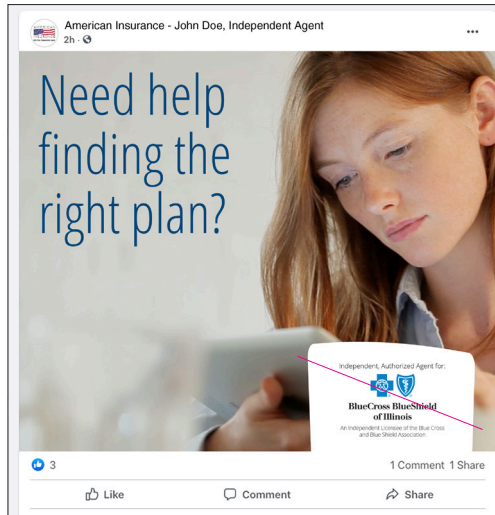 American Insurance - John Doe, Independent Agent
2h ·
Need help
finding the
right plan?
Independent, Authorized Agent for:
BlueCross BlueShield
of Illinois
An Independent Licensee of the Blue Cross
and Blue Shield Association
3
1 Comment 1 Share
Like Comment Share